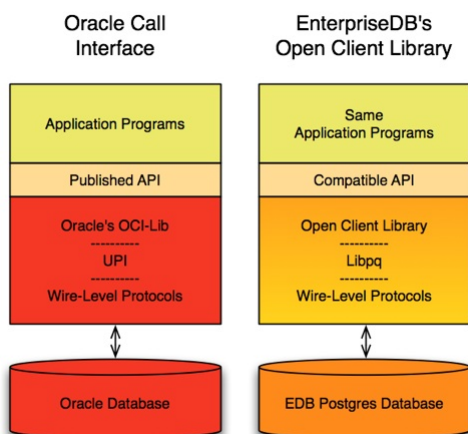 Oracle Call
Interface
Application Programs
Published API
Oracle's OCI-Lib
----------
UPI
----------
Wire-Level Protocols
Oracle Database
EnterpriseDB's
Open Client Library
Same
Application Programs
Compatible API
Open Client Library
----------
Libpq
----------
Wire-Level Protocols
EDB Postgres Database